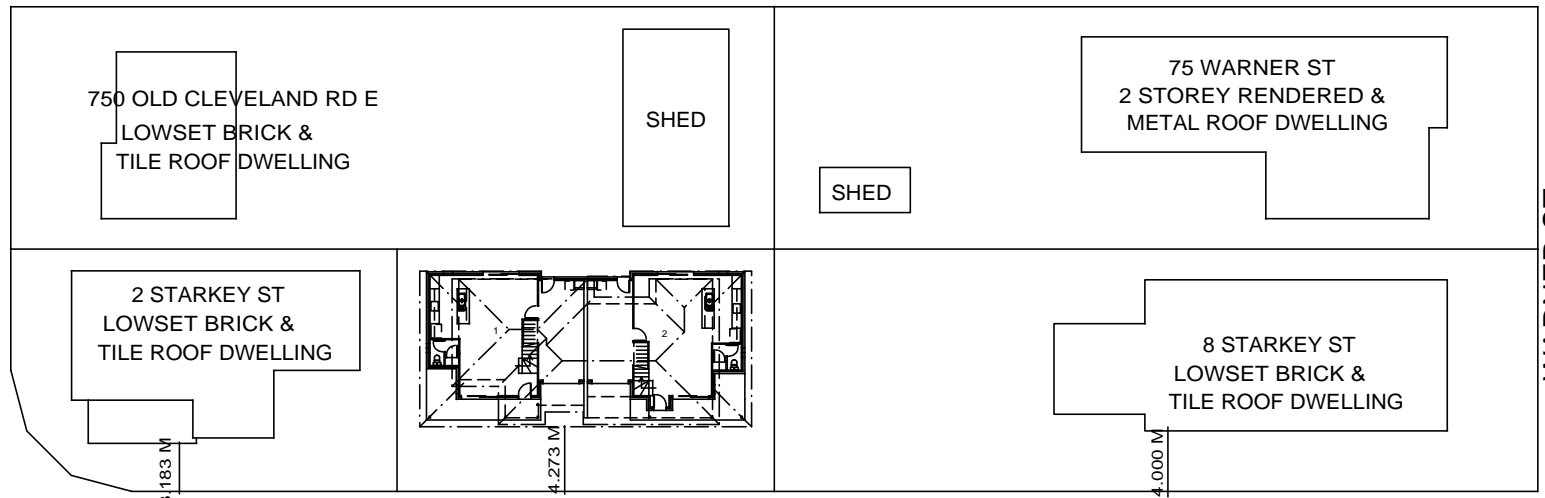 750 OLD CLEVELAND RD E
LOWSET BRICK &
TILE ROOF DWELLING
SHED
75 WARNER ST
2 STOREY RENDERED &
METAL ROOF DWELLING
SHED
2 STARKEY ST
LOWSET BRICK &
TILE ROOF DWELLING
1
2
8 STARKEY ST
LOWSET BRICK &
TILE ROOF DWELLING
4.273 M
4.000 M